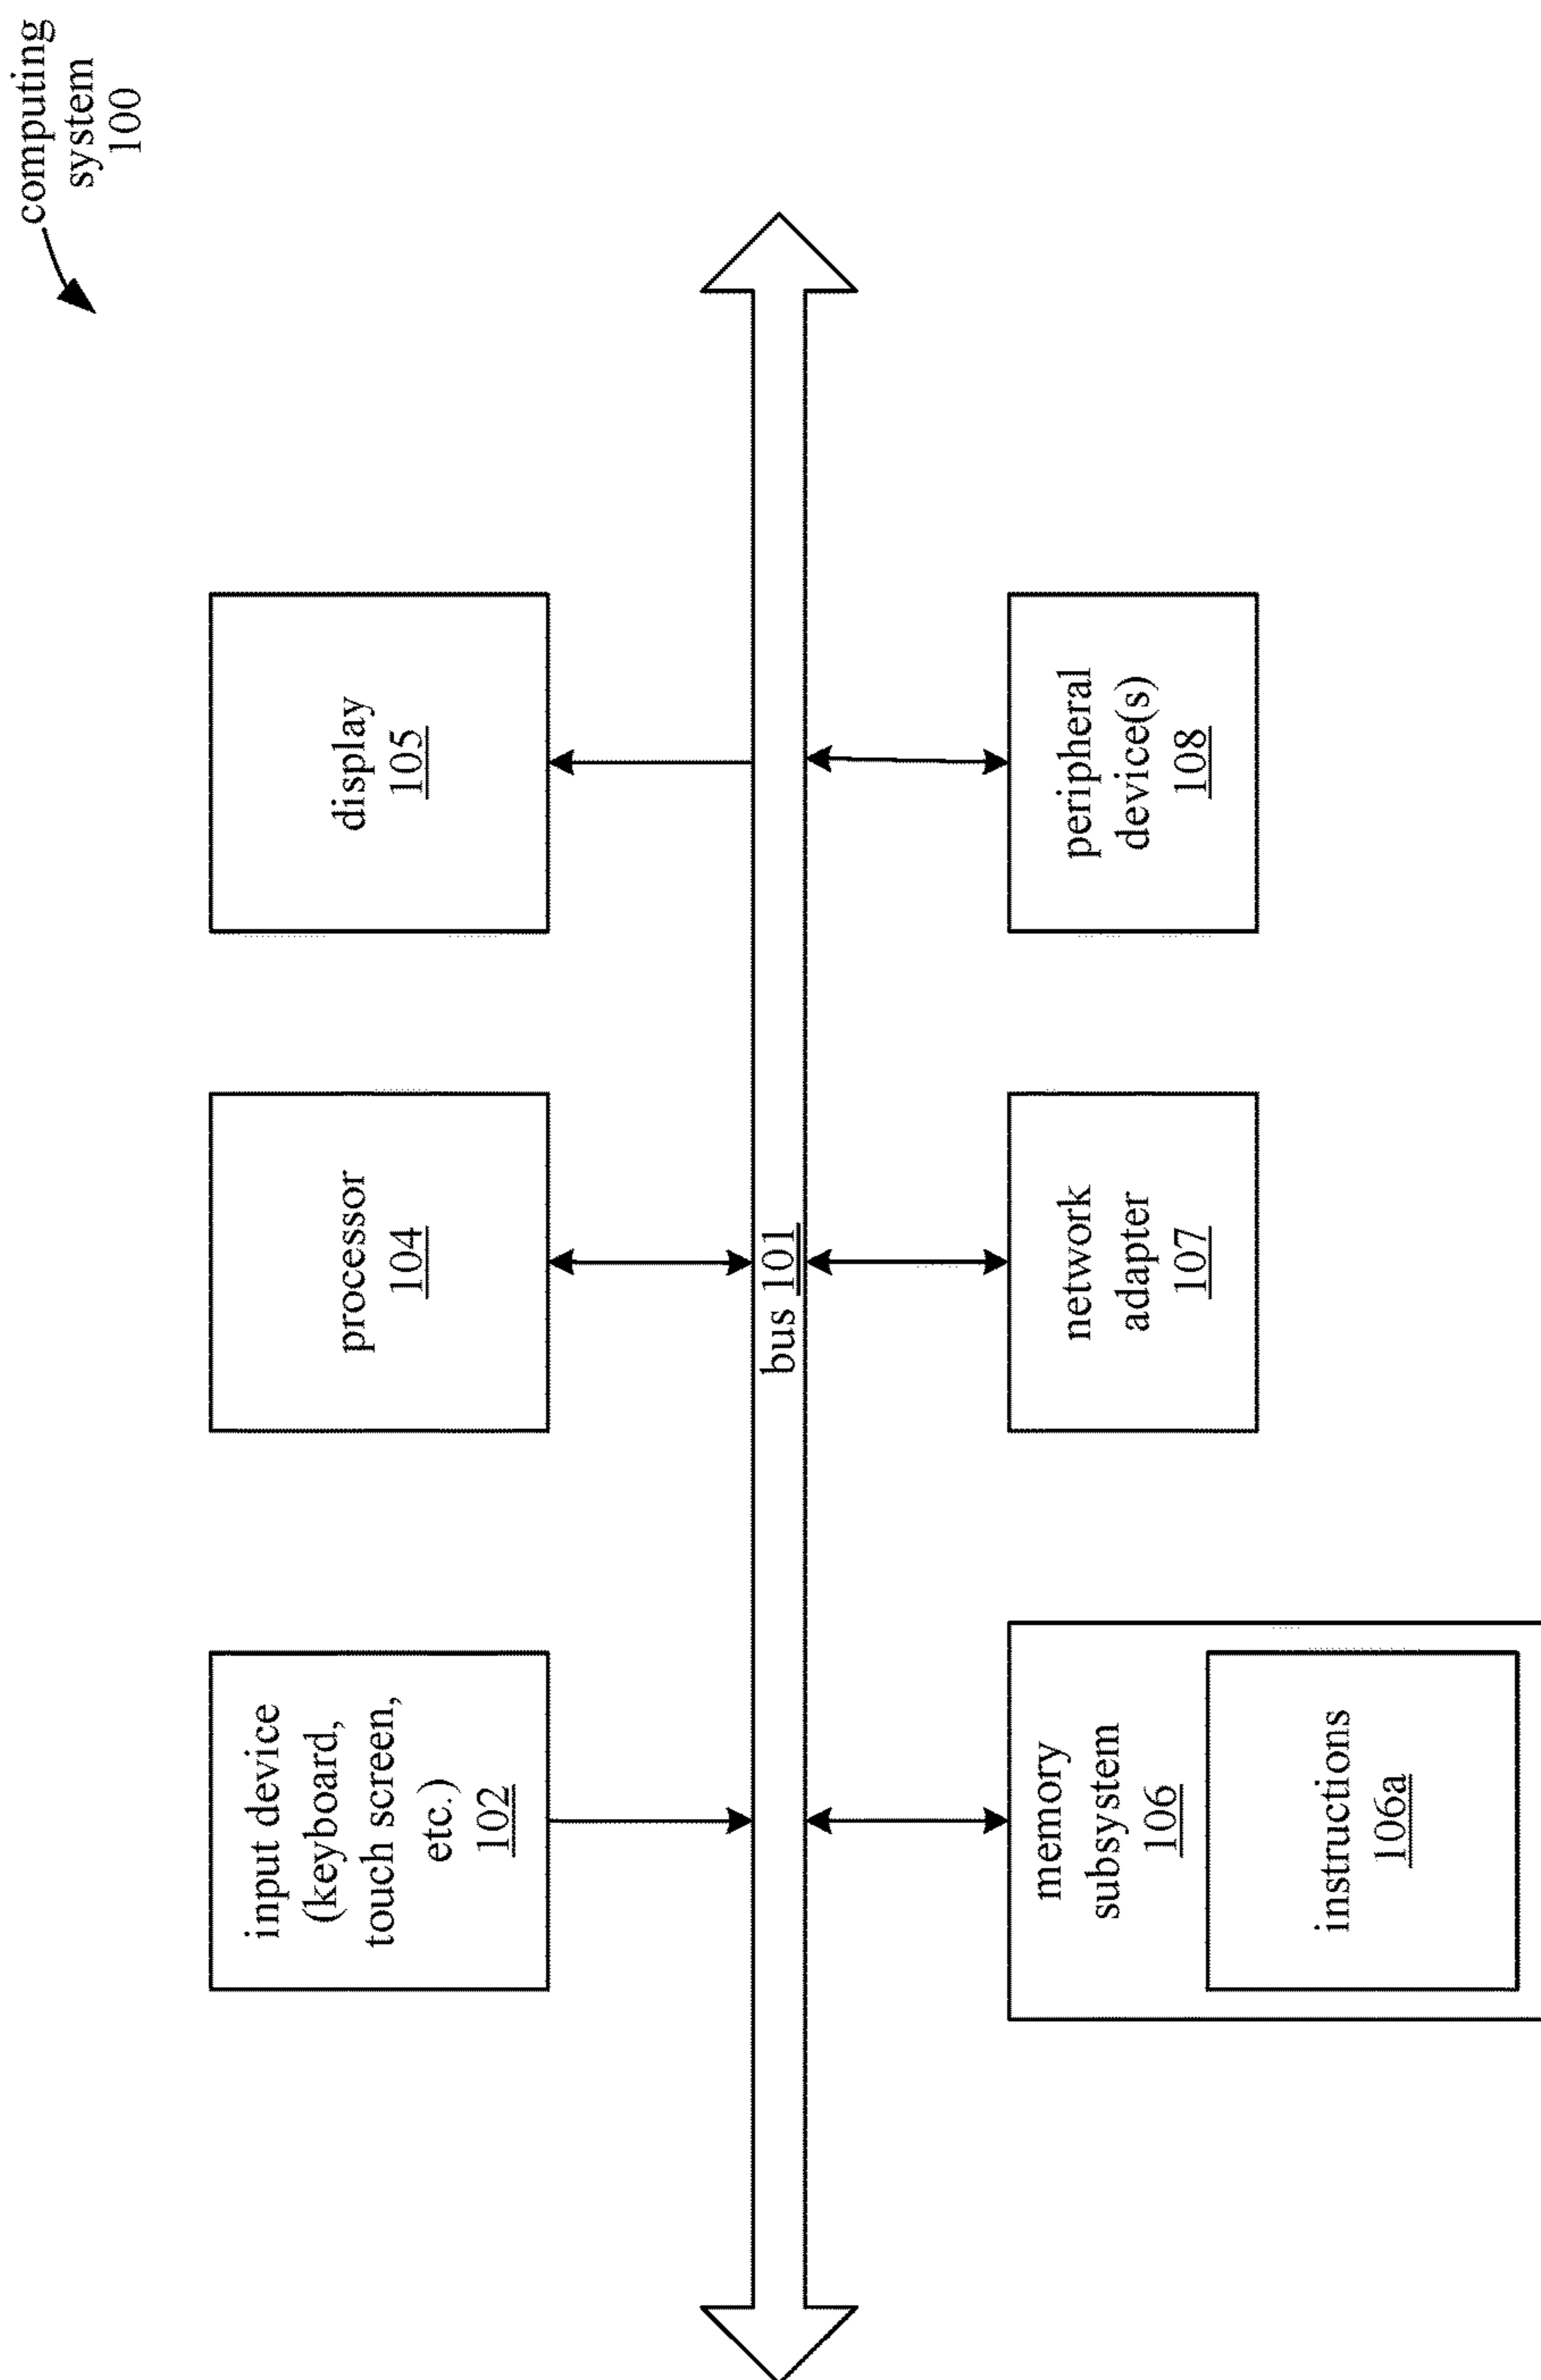 computing
system
100
input device
(keyboard,
touch screen,
etc.)
102
processor
104
display
105
bus 101
memory
subsystem
106
instructions
106a
network
adapter
107
peripheral
device(s)
108